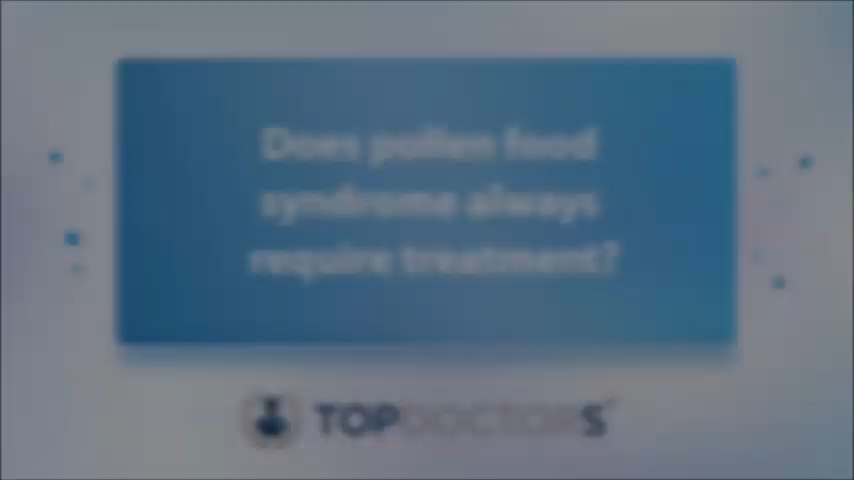 Does pollen food
syndrome always
require treatment?
TOPDOCTORS